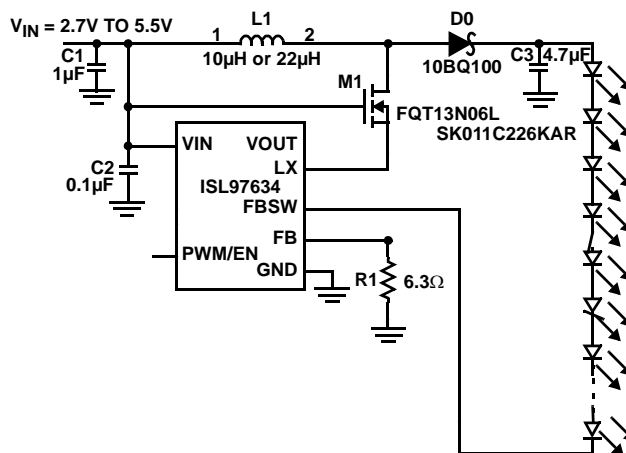 V_IN = 2.7V TO 5.5V
L1
1 2
10µH or 22µH
D0
10BQ100
C1
1µF
C3 4.7µF
M1
FQT13N06L
SK011C226KAR
C2
0.1µF
VIN
VOUT
LX
ISL97634
FBSW
FB
PWM/EN
GND
R1
6.3Ω